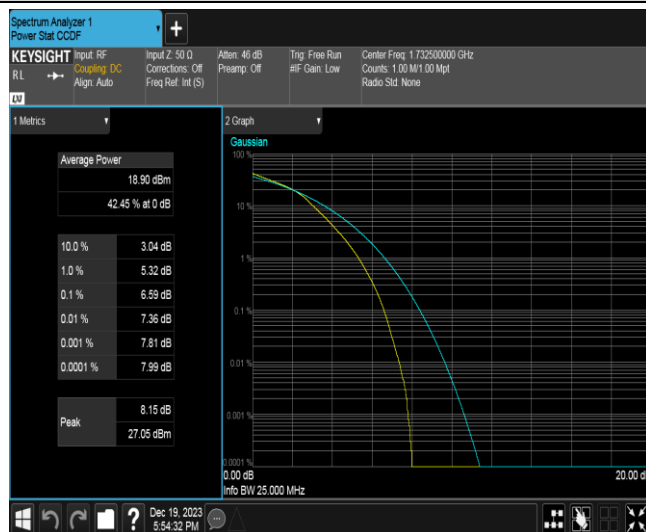 Spectrum Analyzer 1
Power Stat CCDF
+
KEYSIGHT
RL
Input: RF
Coupling: DC
Align: Auto
Input Z: 50 Ω
Corrections: Off
Freq Ref: Int (S)
Atten: 46 dB
Preamp: Off
Trig: Free Run
#IF Gain: Low
Center Freq: 1.732500000 GHz
Counts: 1.00 M/1.00 Mpt
Radio Std: None
LXI
1 Metrics
Average Power
18.90 dBm
42.45 % at 0 dB
10.0 % 3.04 dB
1.0 % 5.32 dB
0.1 % 6.59 dB
0.01 % 7.36 dB
0.001 % 7.81 dB
0.0001 % 7.99 dB
Peak
8.15 dB
27.05 dBm
2 Graph
Gaussian
100 %
10 %
1 %
0.1 %
0.01 %
0.001 %
0.0001 %
0.00 dB
20.00 d
Info BW 25.000 MHz
?
Dec 19, 2023
5:54:32 PM